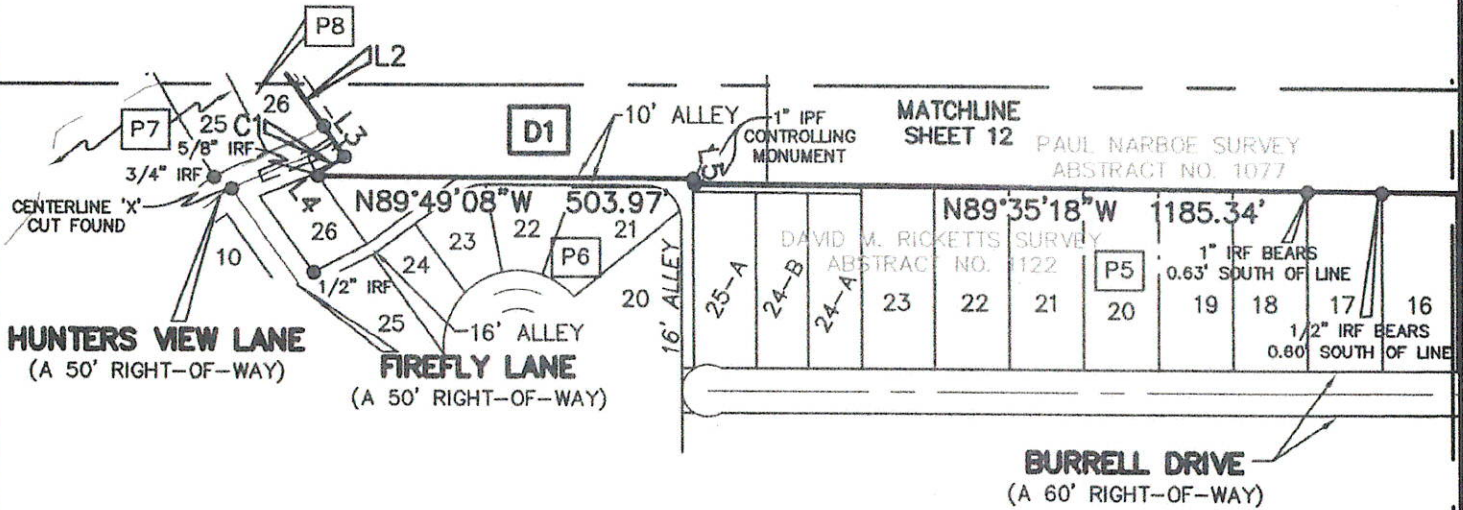 P8
L2
26
P7
25
C1
L3
5/8" IRF
3/4" IRF
CENTERLINE 'X'
CUT FOUND
D1
10' ALLEY
1" IPF
CONTROLLING
MONUMENT
L5
MATCHLINE
SHEET 12
PAUL NARBOE SURVEY
ABSTRACT NO. 1077
L4
N89°49'08"W 503.97'
N89°35'18"W 1185.34'
10
26
24
23
22
21
P6
20
16' ALLEY
1/2" IRF
25
16' ALLEY
DAVID M. RICKETTS SURVEY
ABSTRACT NO. 1122
25-A
24-B
24-A
23
22
21
P5
20
19
18
17
16
1" IRF BEARS
0.63' SOUTH OF LINE
1/2" IRF BEARS
0.60' SOUTH OF LINE
HUNTERS VIEW LANE
(A 50' RIGHT-OF-WAY)
FIREFLY LANE
(A 50' RIGHT-OF-WAY)
BURRELL DRIVE
(A 60' RIGHT-OF-WAY)